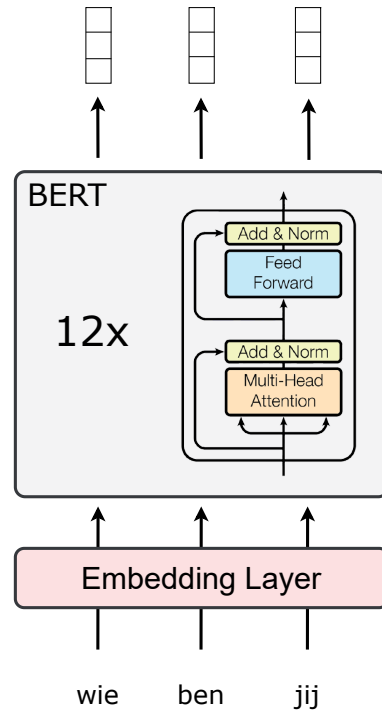 BERT
12x
Add & Norm
Feed
Forward
Add & Norm
Multi-Head
Attention
Embedding Layer
wie ben jij